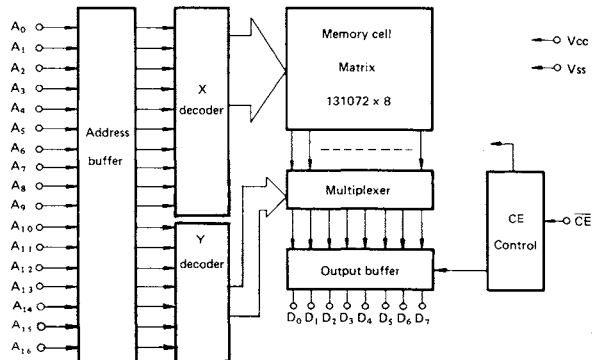 A₀
A₁
A₂
A₃
A₄
A₅
A₆
A₇
A₈
A₉
A₁₀
A₁₁
A₁₂
A₁₃
A₁₄
A₁₅
A₁₆
Address
buffer
X
decoder
Y
decoder
Memory cell
Matrix
131072 x 8
Multiplexer
Output buffer
D₀ D₁ D₂ D₃ D₄ D₅ D₆ D₇
Vcc
Vss
CE
Control
C̅E̅